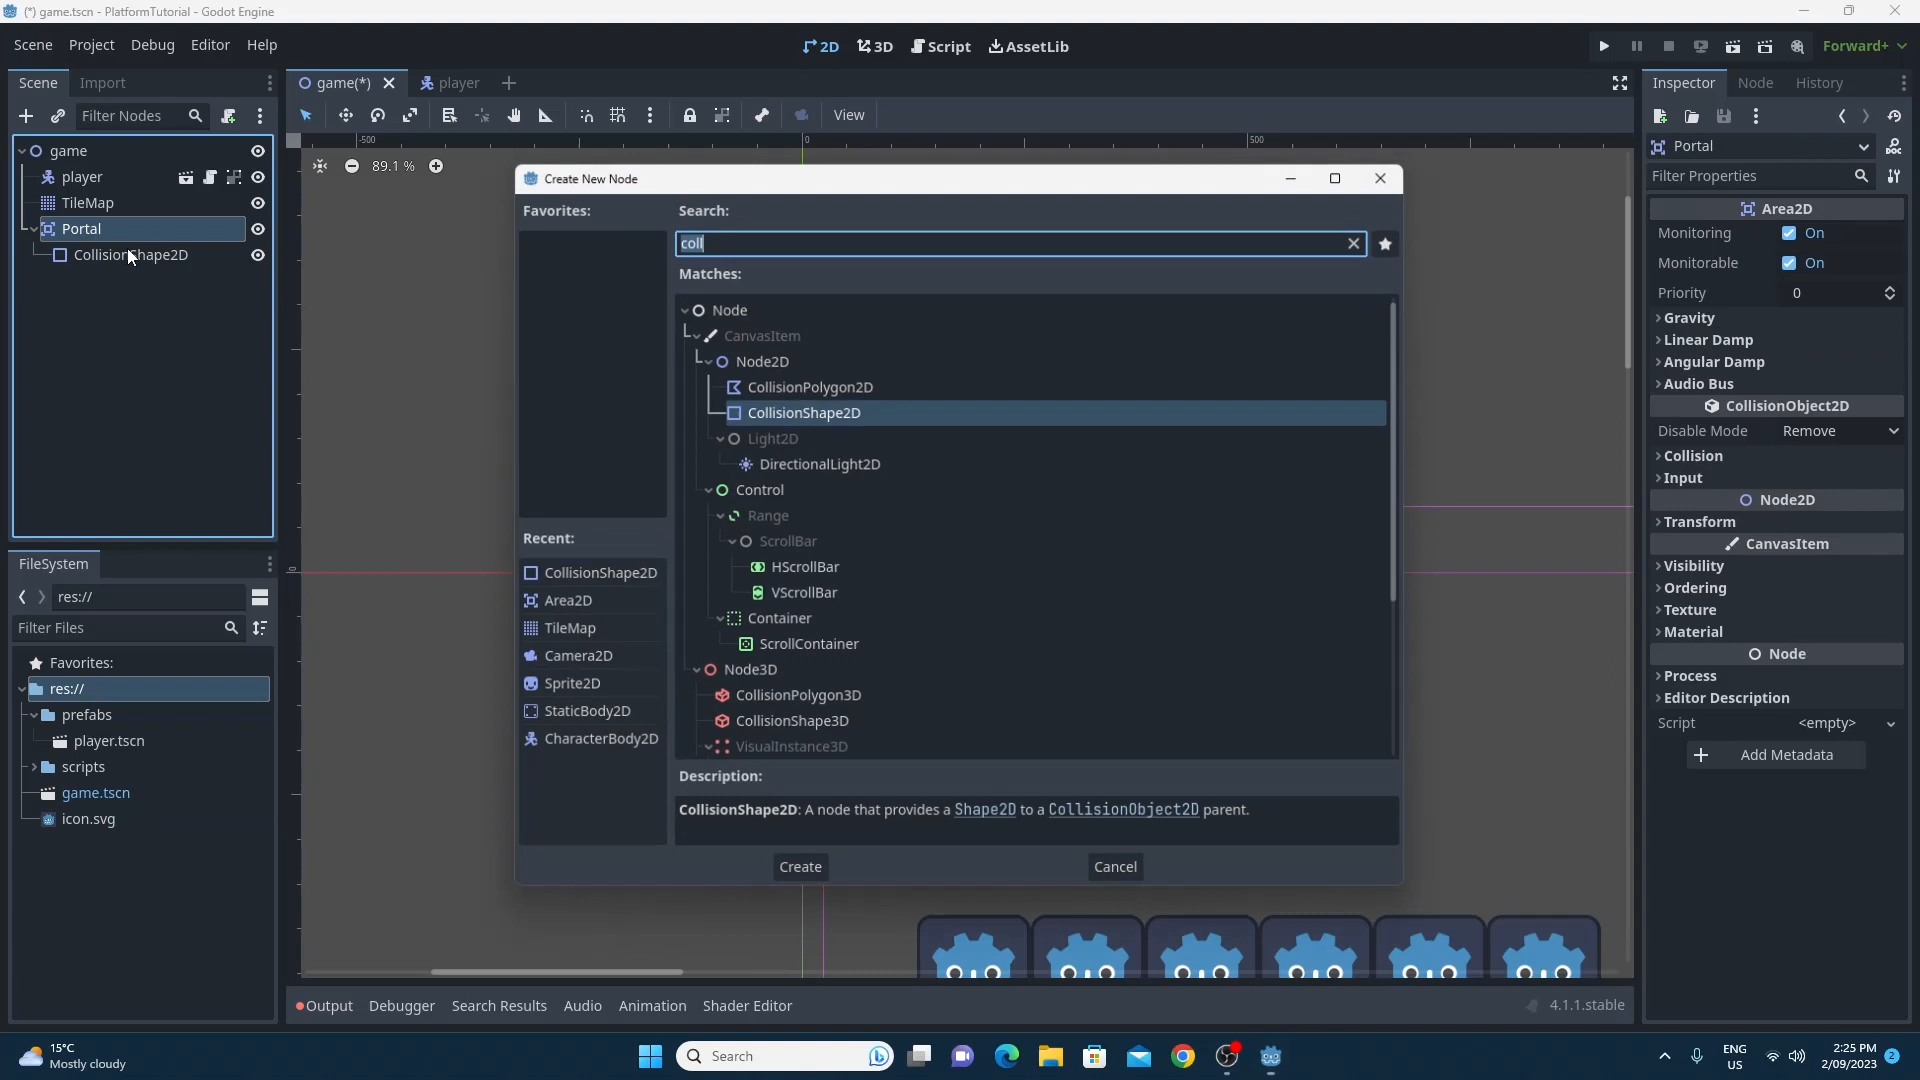 (*) game.tscn - PlatformTutorial - Godot Engine
Scene Project Debug Editor Help
2D 3D Script AssetLib
Forward+
Scene Import
game(*) player
Inspector Node History
Filter Nodes
View
game
player
TileMap
Portal
CollisionShape2D
-500 0 500
89.1 %
0
Create New Node
Favorites:
Search:
coll
Matches:
Node
CanvasItem
Node2D
CollisionPolygon2D
CollisionShape2D
Light2D
DirectionalLight2D
Control
Range
ScrollBar
HScrollBar
VScrollBar
Container
ScrollContainer
Node3D
CollisionPolygon3D
CollisionShape3D
VisualInstance3D
Recent:
CollisionShape2D
Area2D
TileMap
Camera2D
Sprite2D
StaticBody2D
CharacterBody2D
Description:
CollisionShape2D: A node that provides a Shape2D to a CollisionObject2D parent.
Create Cancel
Portal
Filter Properties
Area2D
Monitoring On
Monitorable On
Priority 0
Gravity
Linear Damp
Angular Damp
Audio Bus
CollisionObject2D
Disable Mode Remove
Collision
Input
Node2D
Transform
CanvasItem
Visibility
Ordering
Texture
Material
Node
Process
Editor Description
Script <empty>
Add Metadata
FileSystem
res://
Filter Files
Favorites:
res://
prefabs
player.tscn
scripts
game.tscn
icon.svg
Output Debugger Search Results Audio Animation Shader Editor
4.1.1.stable
15°C
Mostly cloudy
Search
ENG
US
2:25 PM
2/09/2023
2